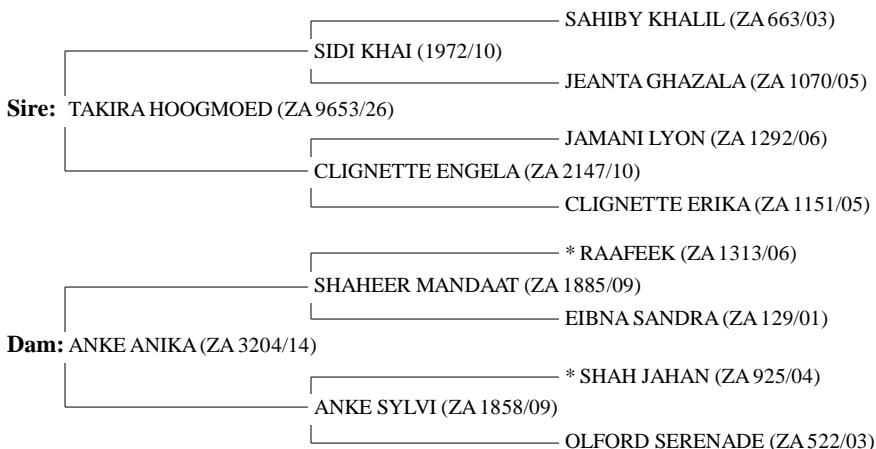 SAHIBY KHALIL (ZA 663/03)
SIDI KHAI (1972/10)
JEANTA GHAZALA (ZA 1070/05)
Sire: TAKIRA HOOGMOED (ZA 9653/26)
JAMANI LYON (ZA 1292/06)
CLIGNETTE ENGELA (ZA 2147/10)
CLIGNETTE ERIKA (ZA 1151/05)
* RAAFEEK (ZA 1313/06)
SHAHEER MANDAAT (ZA 1885/09)
EIBNA SANDRA (ZA 129/01)
Dam: ANKE ANIKA (ZA 3204/14)
* SHAH JAHAN (ZA 925/04)
ANKE SYLVI (ZA 1858/09)
OLFORD SERENADE (ZA 522/03)